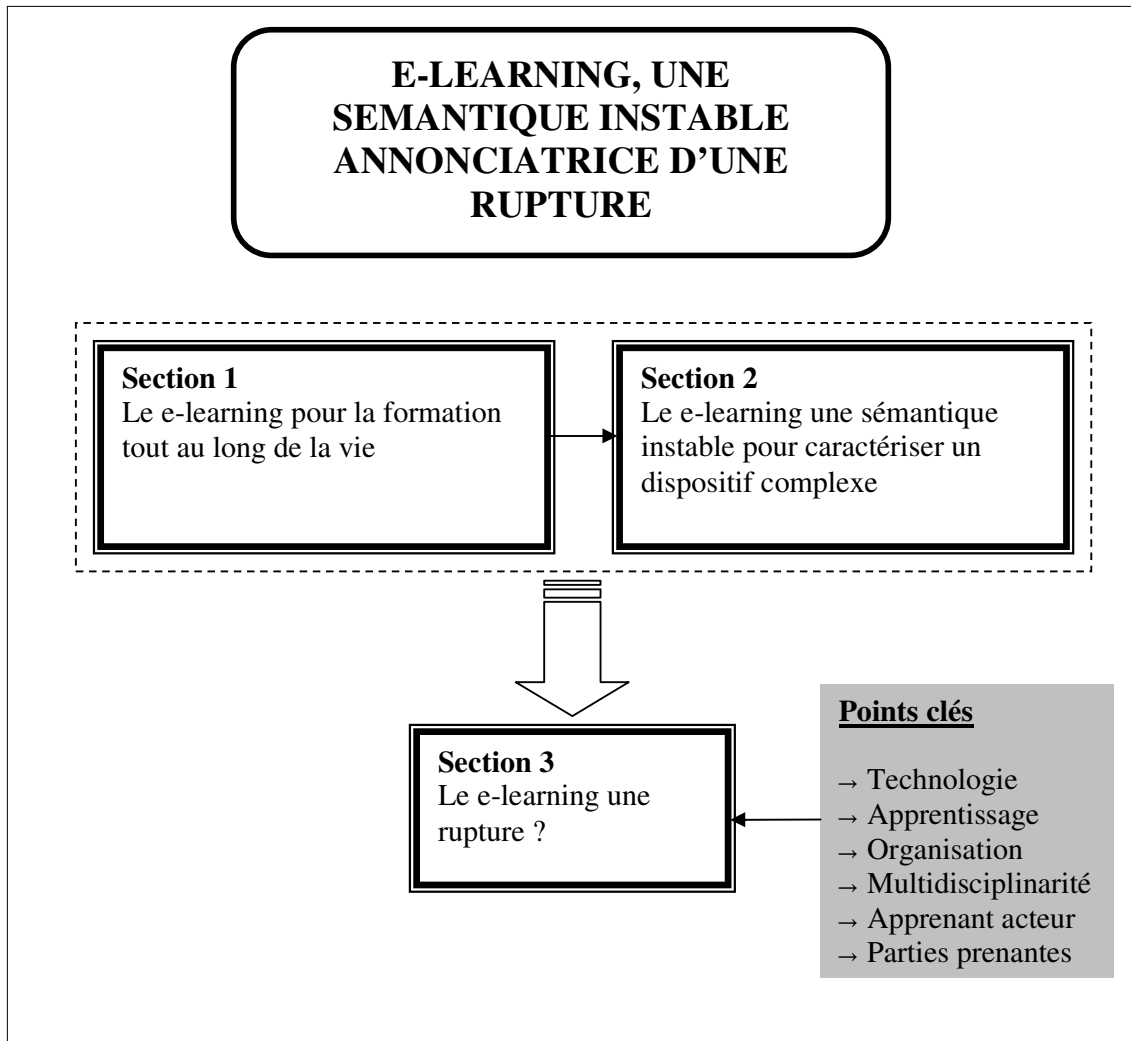 E-LEARNING, UNE
SEMANTIQUE INSTABLE
ANNONCIATRICE D’UNE
RUPTURE
Section 1
Le e-learning pour la formation
tout au long de la vie
Section 2
Le e-learning une sémantique
instable pour caractériser un
dispositif complexe
Section 3
Le e-learning une
rupture ?
Points clés
→ Technologie
→ Apprentissage
→ Organisation
→ Multidisciplinarité
→ Apprenant acteur
→ Parties prenantes